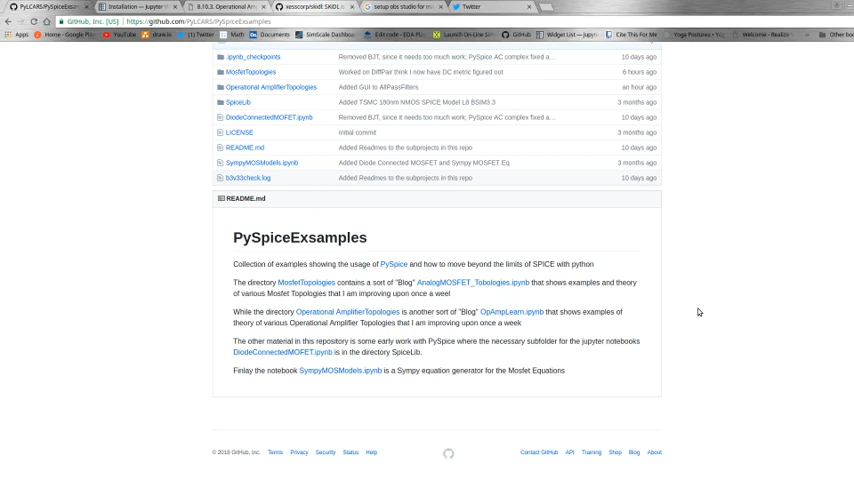 PyLCARS/PySpiceExsam
Installation — Jupyter
8.10.3. Operational Am
xesscorp/skidl: SKIDL is
setup obs studio for ma
Twitter
GitHub, Inc. [US] | https://github.com/PyLCARS/PySpiceExsamples
Apps Home - Google Play YouTube draw.io (1) Twitter Math Documents SimScale Dashboard Edit code - EDA Play Launch On-Line Sit GitHub Widget List — jupy Cite This For Me Yoga Postures Welcome - Realize » Other bo
.ipynb_checkpoints Removed BJT, since it needs too much work; PySpice AC complex fixed a… 10 days ago
MosfetTopologies Worked on DiffPair think I now have DC metric figured out 6 hours ago
Operational AmplifierTopologies Added GUI to AllPassFilters an hour ago
SpiceLib Added TSMC 180nm NMOS SPICE Model L8 BSIM3.3 3 months ago
DiodeConnectedMOFET.ipynb Removed BJT, since it needs too much work; PySpice AC complex fixed a… 10 days ago
LICENSE Initial commit 3 months ago
README.md Added Readmes to the subprojects in this repo 10 days ago
SympyMOSModels.ipynb Added Diode Connected MOSFET and Sympy MOSFET Eq 3 months ago
b3v33check.log Added Readmes to the subprojects in this repo 10 days ago
README.md
PySpiceExsamples
Collection of examples showing the usage of PySpice and how to move beyond the limits of SPICE with python
The directory MosfetTopologies contains a sort of "Blog" AnalogMOSFET_Tobologies.ipynb that shows examples and theory
of various Mosfet Topologies that I am improving upon once a weel
While the directory Operational AmplifierTopologies is another sort of "Blog" OpAmpLearn.ipynb that shows examples of
theory of various Operational Amplifier Topologies that I am improving upon once a week
The other material in this repository is some early work with PySpice where the necessary subfolder for the jupyter notebooks
DiodeConnectedMOFET.ipynb is in the directory SpiceLib.
Finlay the notebook SympyMOSModels.ipynb is a Sympy equation generator for the Mosfet Equations
© 2018 GitHub, Inc. Terms Privacy Security Status Help Contact GitHub API Training Shop Blog About